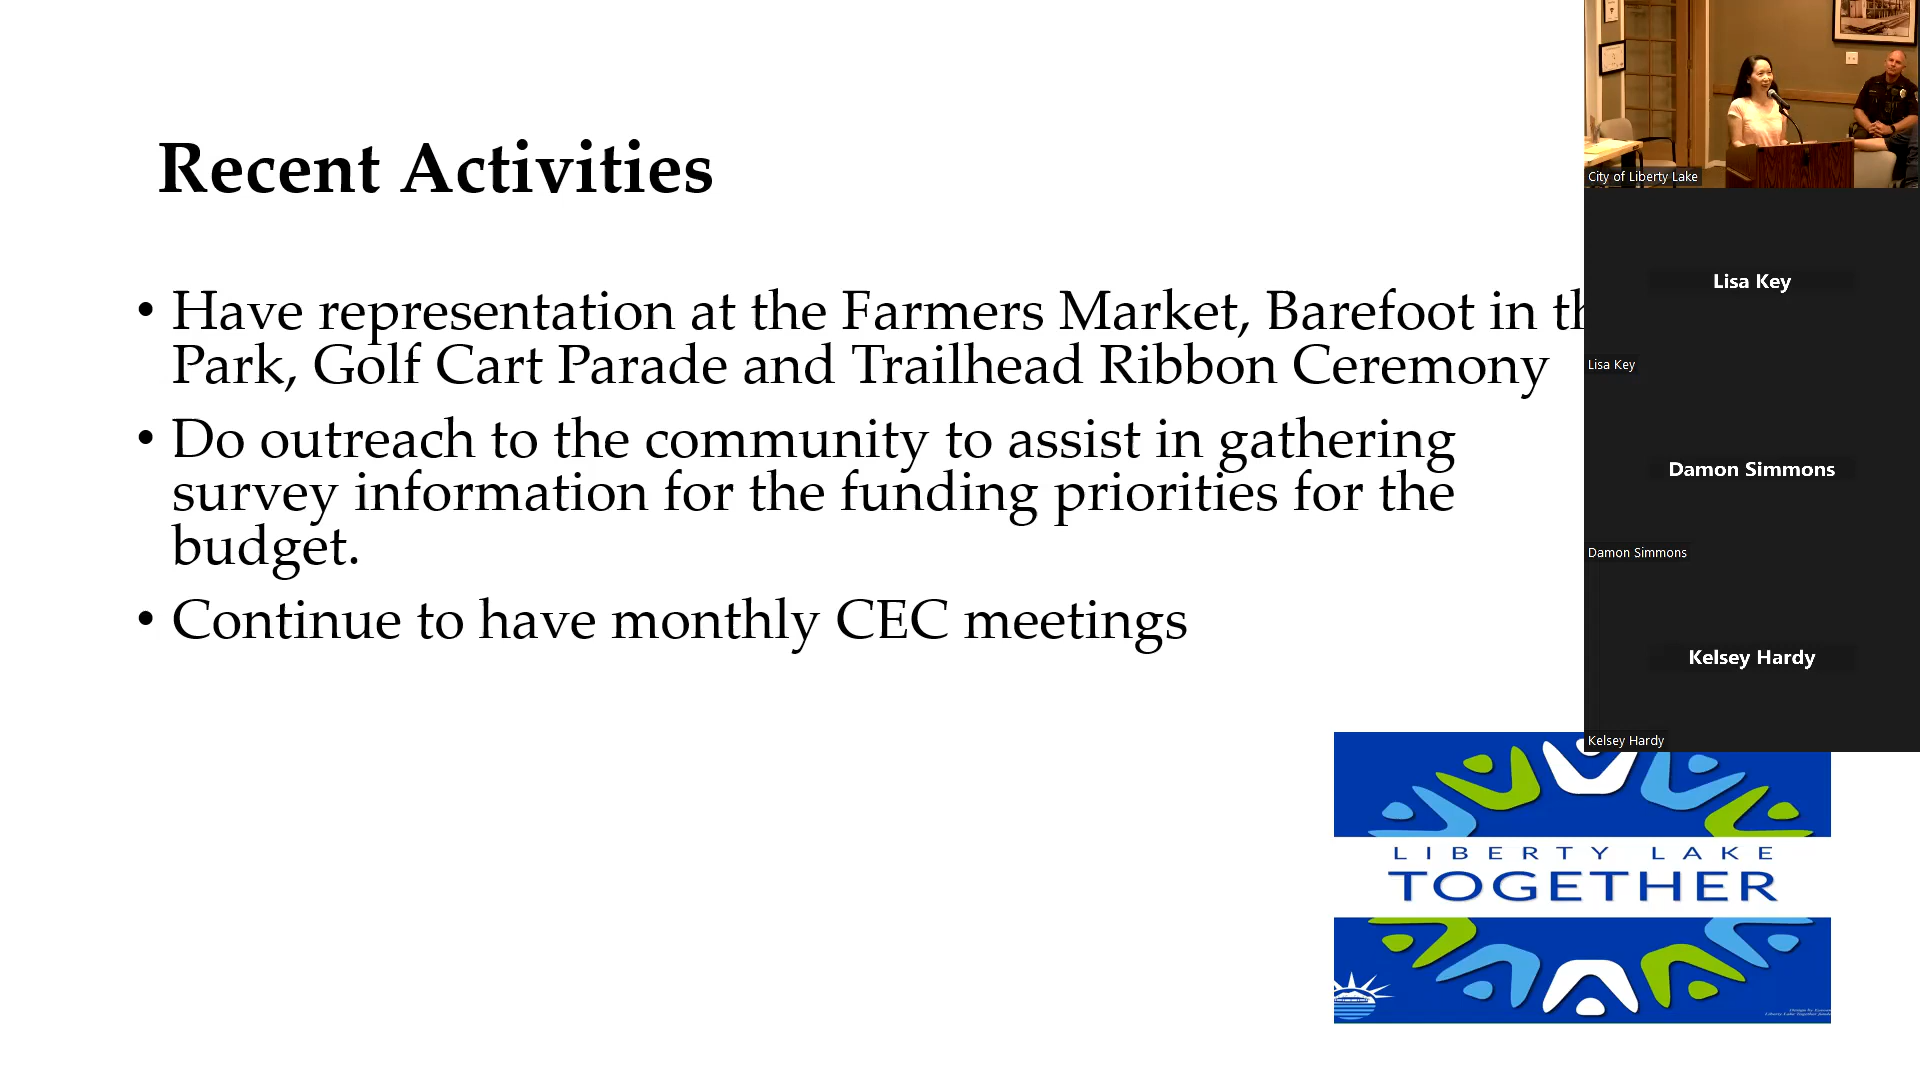 Recent Activities
• Have representation at the Farmers Market, Barefoot in th
Park, Golf Cart Parade and Trailhead Ribbon Ceremony
• Do outreach to the community to assist in gathering
survey information for the funding priorities for the
budget.
• Continue to have monthly CEC meetings
City of Liberty Lake
Lisa Key
Lisa Key
Damon Simmons
Damon Simmons
Kelsey Hardy
Kelsey Hardy
LIBERTY LAKE
TOGETHER